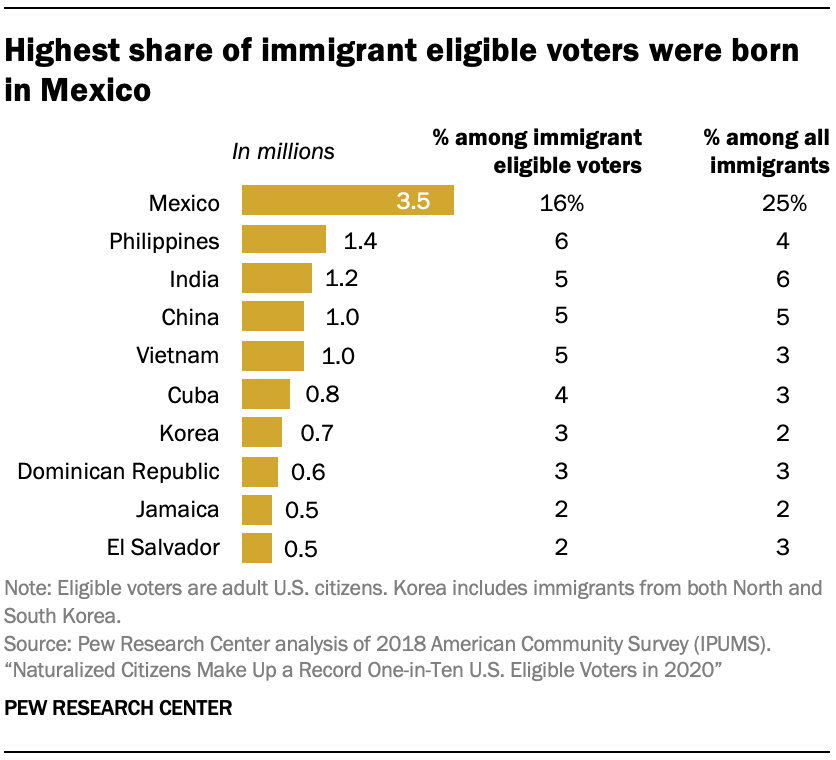 Highest share of immigrant eligible voters were born
in Mexico
In millions
% among immigrant
eligible voters
% among all
immigrants
Mexico 3.5 16% 25%
Philippines 1.4 6 4
India 1.2 5 6
China 1.0 5 5
Vietnam 1.0 5 3
Cuba 0.8 4 3
Korea 0.7 3 2
Dominican Republic 0.6 3 3
Jamaica 0.5 2 2
El Salvador 0.5 2 3
Note: Eligible voters are adult U.S. citizens. Korea includes immigrants from both North and
South Korea.
Source: Pew Research Center analysis of 2018 American Community Survey (IPUMS).
“Naturalized Citizens Make Up a Record One-in-Ten U.S. Eligible Voters in 2020”
PEW RESEARCH CENTER